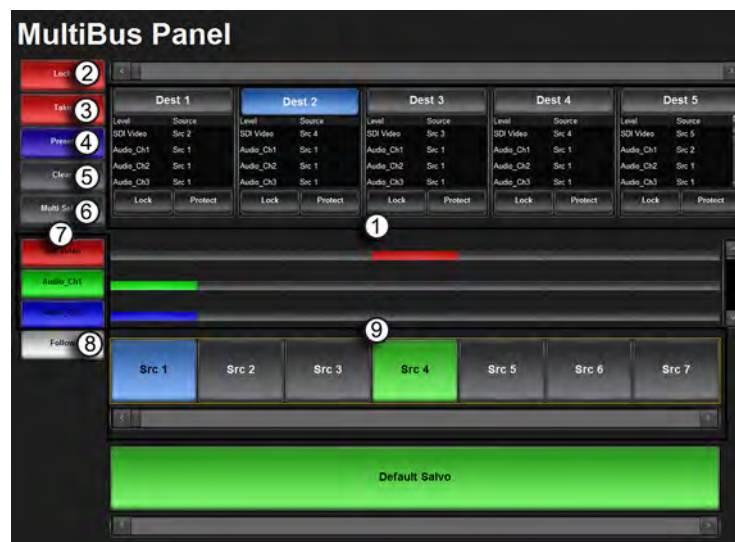 MultiBus Panel
Lock 2
Take 3
Preset 4
Clear 5
Multi 6
7
Audio_Ch1
Follow 8
Dest 1 Dest 2 Dest 3 Dest 4 Dest 5
Level Source Level Source Level Source Level Source Level Source
SDI Video Src 2 SDI Video Src 4 SDI Video Src 3 SDI Video Src 4 SDI Video Src 5
Audio_Ch1 Src 1 Audio_Ch1 Src 1 Audio_Ch1 Src 1 Audio_Ch1 Src 1 Audio_Ch1 Src 2
Audio_Ch2 Src 1 Audio_Ch2 Src 1 Audio_Ch2 Src 1 Audio_Ch2 Src 1 Audio_Ch2 Src 1
Audio_Ch3 Src 1 Audio_Ch3 Src 1 Audio_Ch3 Src 1 Audio_Ch3 Src 1 Audio_Ch3 Src 1
Lock Protect Lock Protect Lock Protect Lock Protect Lock Protect
1
9
Src 1 Src 2 Src 3 Src 4 Src 5 Src 6 Src 7
Default Salvo